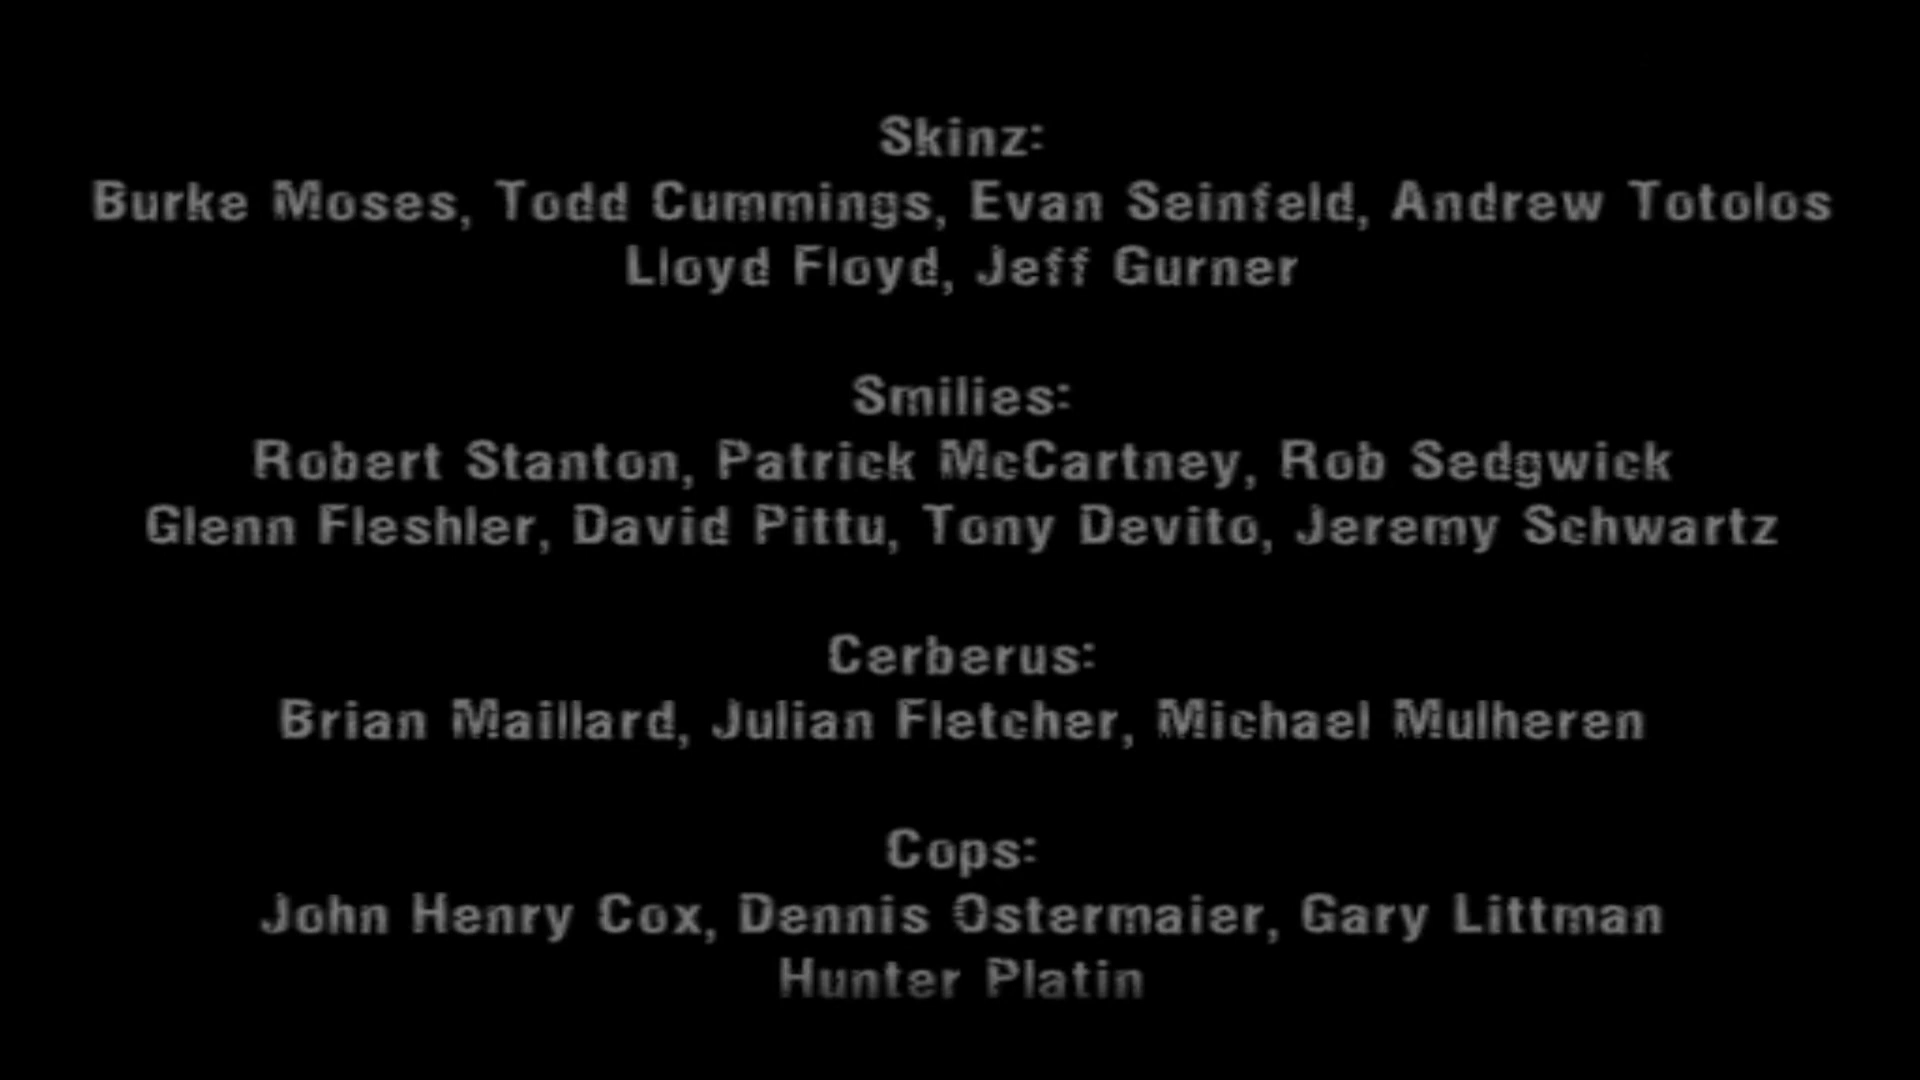 Skinz:
Burke Moses, Todd Cummings, Evan Seinfeld, Andrew Totolos
Lloyd Floyd, Jeff Gurner
Smilies:
Robert Stanton, Patrick McCartney, Rob Sedgwick
Glenn Fleshler, David Pittu, Tony Devito, Jeremy Schwartz
Cerberus:
Brian Maillard, Julian Fletcher, Michael Mulheren
Cops:
John Henry Cox, Dennis Ostermaier, Gary Littman
Hunter Platin